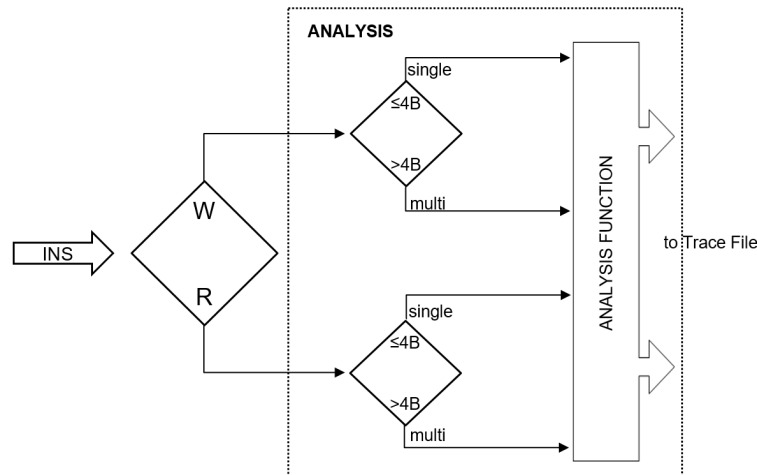 ANALYSIS
single
≤4B
>4B
multi
W
R
INS
single
≤4B
>4B
multi
ANALYSIS FUNCTION
to Trace File